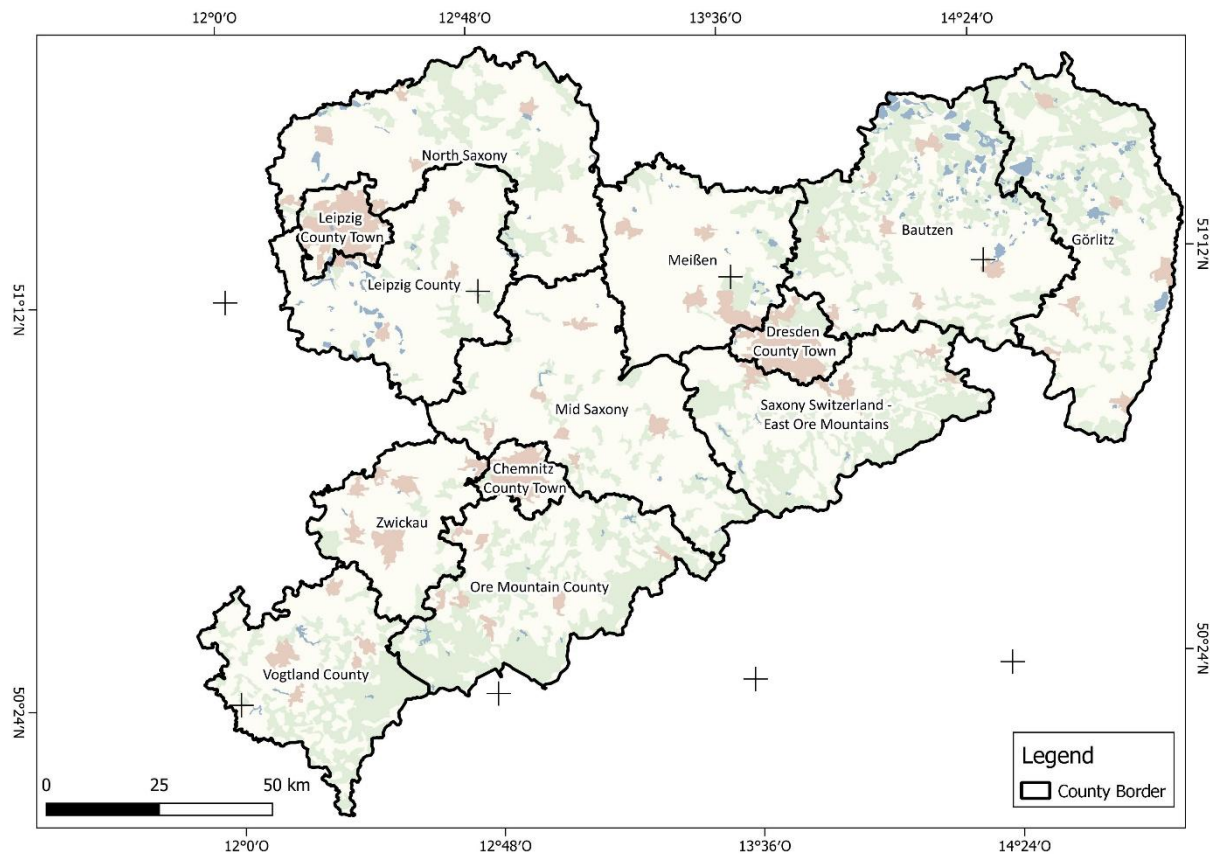 12°0'O
12°48'O
13°36'O
14°24'O
North Saxony
Leipzig
County Town
Leipzig County
Meißen
Bautzen
Görlitz
51°12'N
51°12'N
Dresden
County Town
Mid Saxony
Saxony Switzerland -
East Ore Mountains
Chemnitz
County Town
Zwickau
Ore Mountain County
Vogtland County
50°24'N
50°24'N
Legend
County Border
0
25
50 km
12°0'O
12°48'O
13°36'O
14°24'O